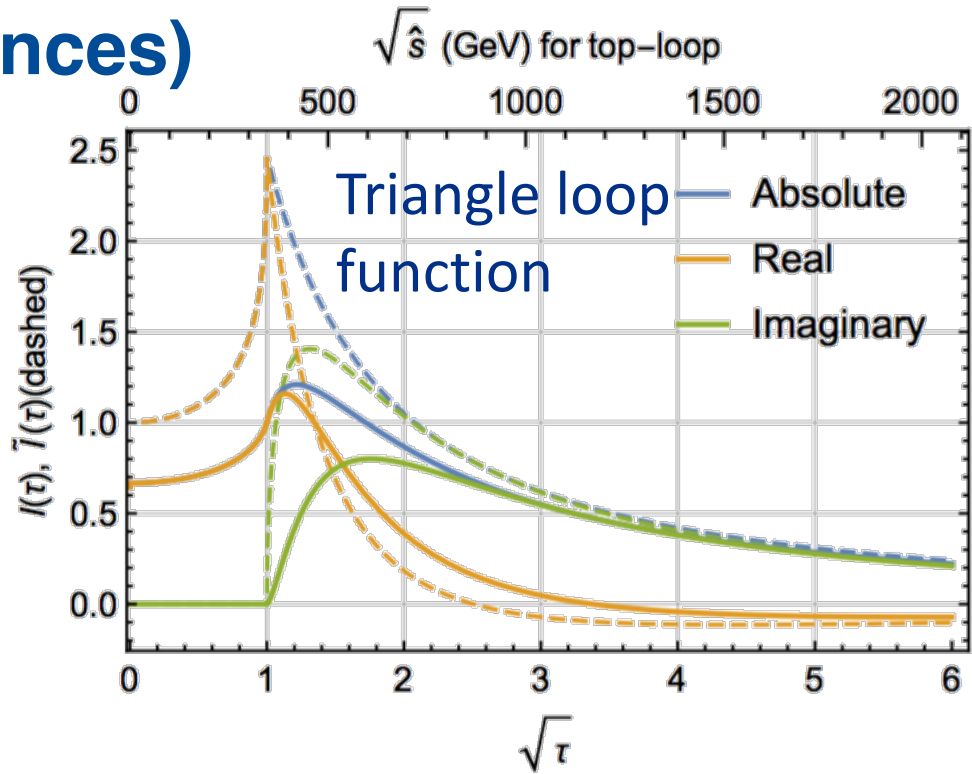 nces)
√ŝ (GeV) for top−loop
0 500 1000 1500 2000
2.5
2.0
1.5
1.0
0.5
0.0
I(τ), Ĩ(τ)(dashed)
Triangle loop
function
Absolute
Real
Imaginary
0 1 2 3 4 5 6
√τ